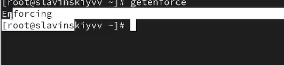 [root@slavinskiyvv ~]# getenforce
Enforcing
[root@slavinskiyvv ~]#